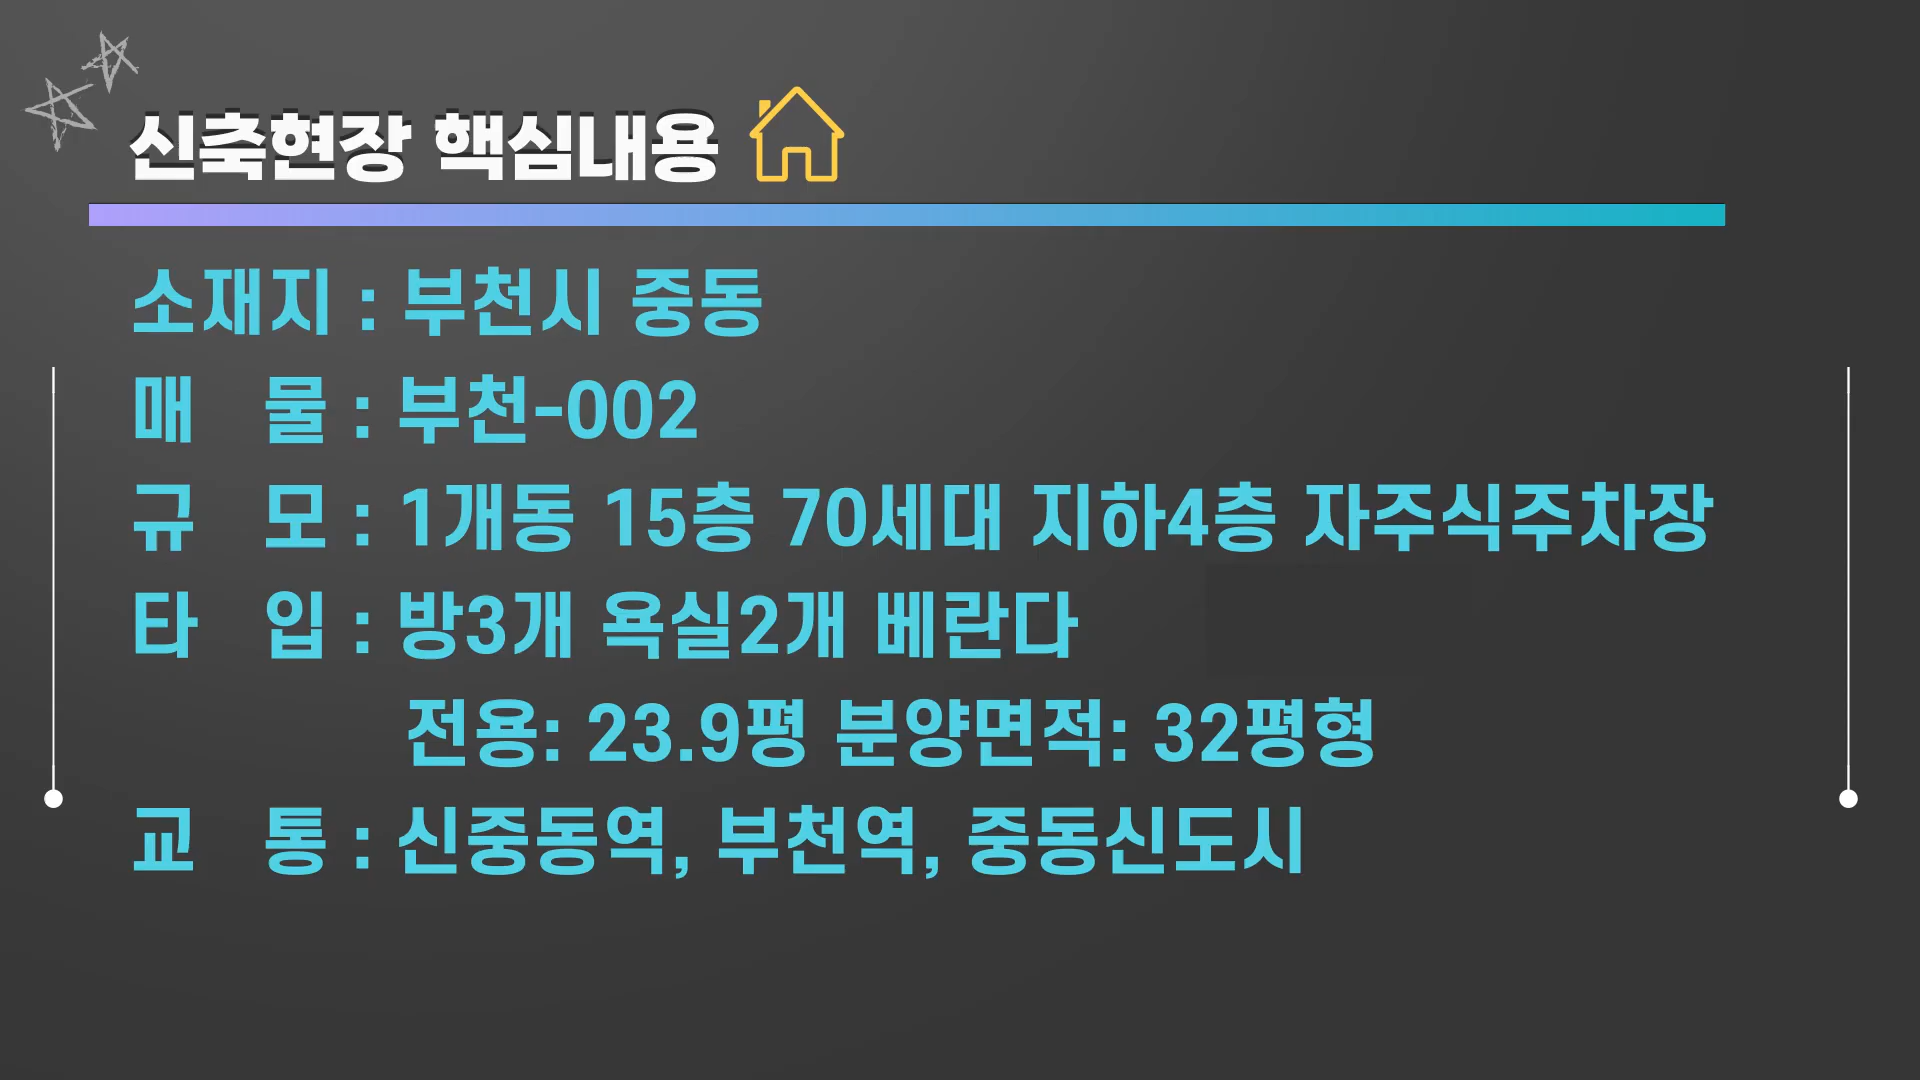 신축현장 핵심내용
소재지 : 부천시 중동
매 물 : 부천-002
규 모 : 1개동 15층 70세대 지하4층 자주식주차장
타 입 : 방3개 욕실2개 베란다
전용: 23.9평 분양면적: 32평형
교 통 : 신중동역, 부천역, 중동신도시